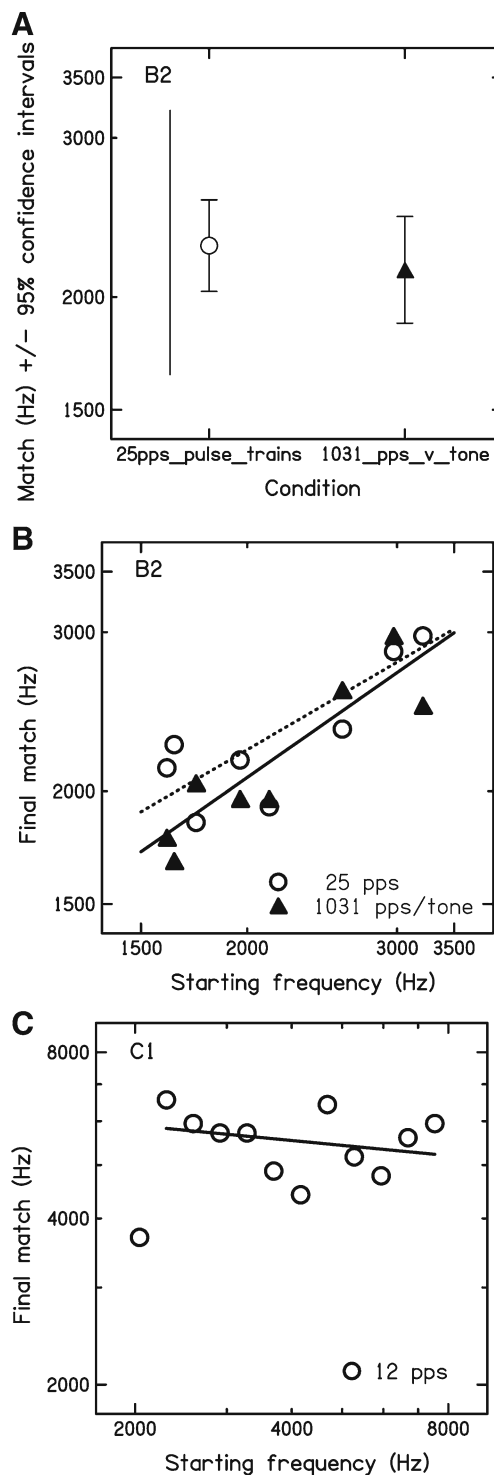 A
Match (Hz) +/- 95% confidence intervals
B2
3500
3000
2000
1500
25pps_pulse_trains 1031_pps_v_tone
Condition
B
Final match (Hz)
B2
3500
3000
2000
1500
25 pps
1031 pps/tone
1500 2000 3000 3500
Starting frequency (Hz)
C
Final match (Hz)
C1
8000
4000
2000
12 pps
2000 4000 8000
Starting frequency (Hz)